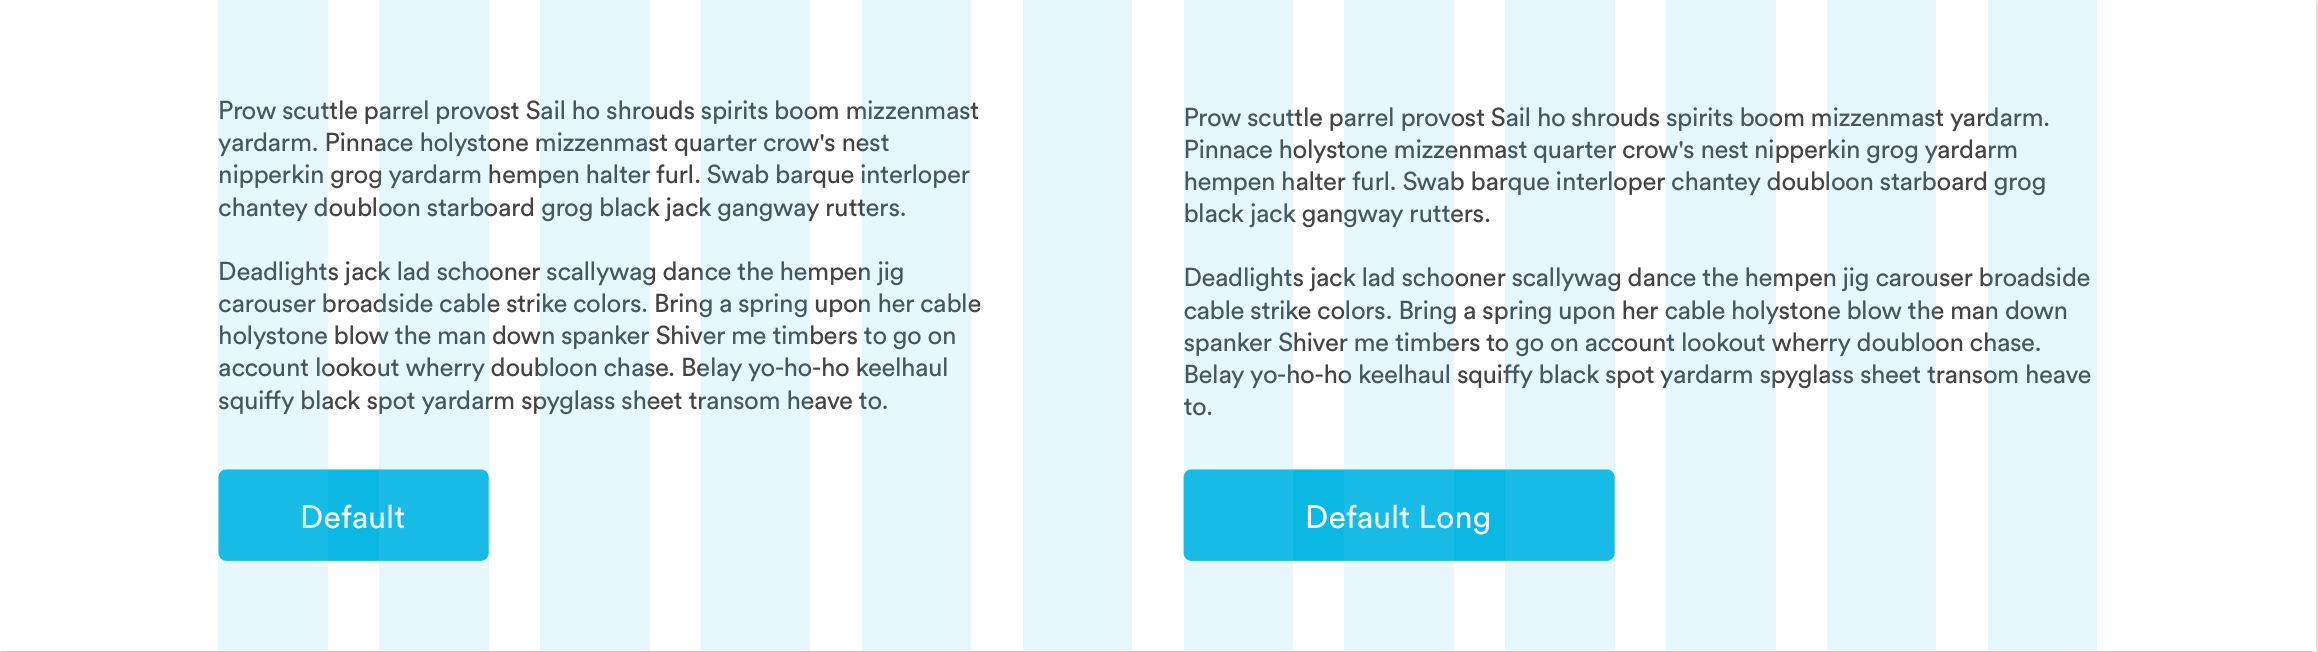 Prow scuttle parrel provost Sail ho shrouds spirits boom mizzenmast
yardarm. Pinnace holystone mizzenmast quarter crow's nest
nipperkin grog yardarm hempen halter furl. Swab barque interloper
chantey doubloon starboard grog black jack gangway rutters.
Deadlights jack lad schooner scallywag dance the hempen jig
carouser broadside cable strike colors. Bring a spring upon her cable
holystone blow the man down spanker Shiver me timbers to go on
account lookout wherry doubloon chase. Belay yo-ho-ho keelhaul
squiffy black spot yardarm spyglass sheet transom heave to.
Default
Prow scuttle parrel provost Sail ho shrouds spirits boom mizzenmast yardarm.
Pinnace holystone mizzenmast quarter crow's nest nipperkin grog yardarm
hempen halter furl. Swab barque interloper chantey doubloon starboard grog
black jack gangway rutters.
Deadlights jack lad schooner scallywag dance the hempen jig carouser broadside
cable strike colors. Bring a spring upon her cable holystone blow the man down
spanker Shiver me timbers to go on account lookout wherry doubloon chase.
Belay yo-ho-ho keelhaul squiffy black spot yardarm spyglass sheet transom heave
to.
Default Long